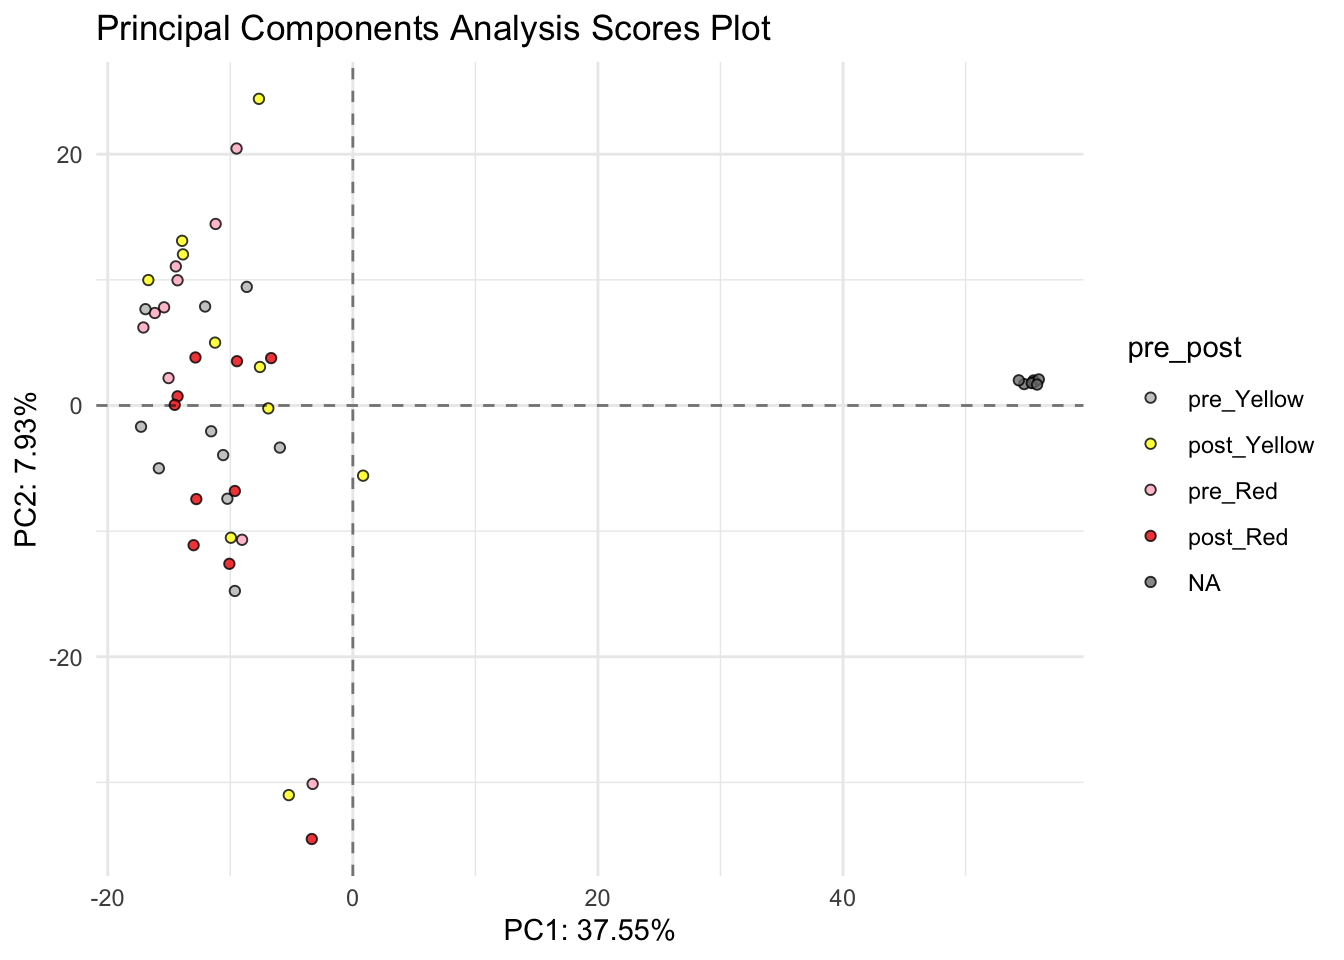 Principal Components Analysis Scores Plot
20
0
-20
PC2: 7.93%
-20
0
20
40
PC1: 37.55%
pre_post
pre_Yellow
post_Yellow
pre_Red
post_Red
NA